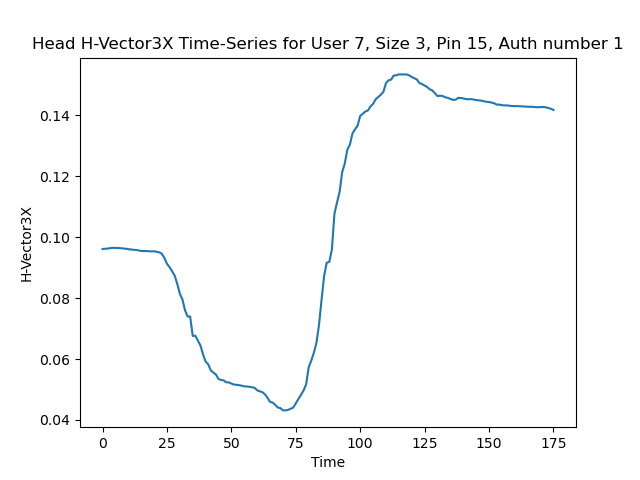 Head H-Vector3X Time-Series for User 7, Size 3, Pin 15, Auth number 1
H-Vector3X
0.14
0.12
0.10
0.08
0.06
0.04
0 25 50 75 100 125 150 175
Time